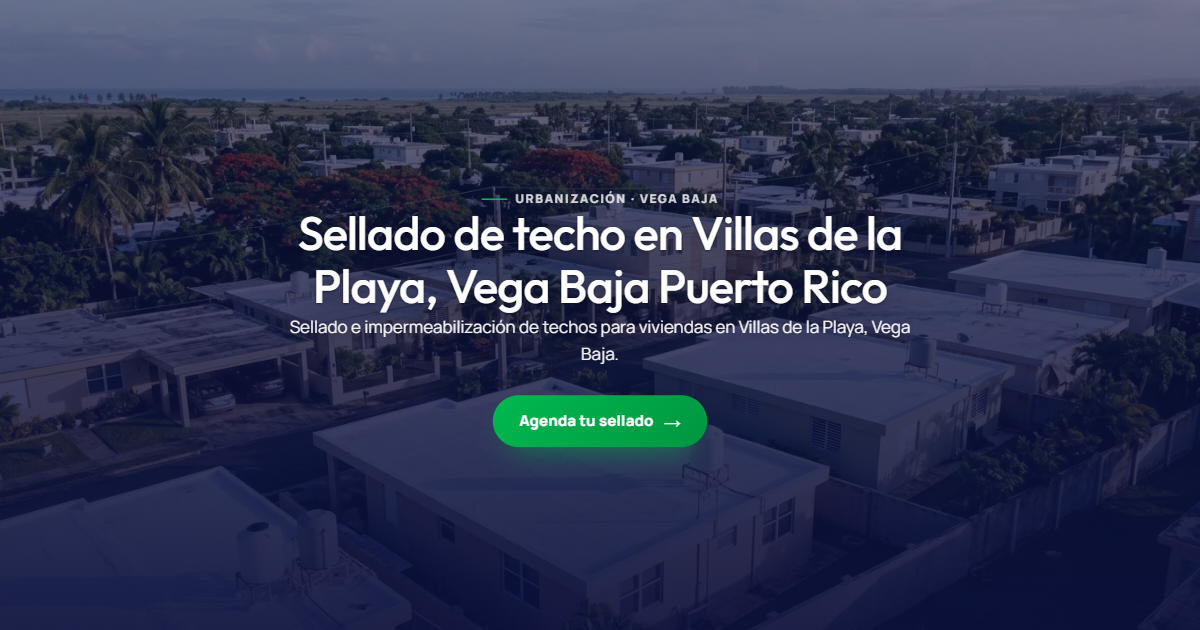 URBANIZACIÓN · VEGA BAJA
Sellado de techo en Villas de la
Playa, Vega Baja Puerto Rico
Sellado e impermeabilización de techos para viviendas en Villas de la Playa, Vega
Baja.
Agenda tu sellado →